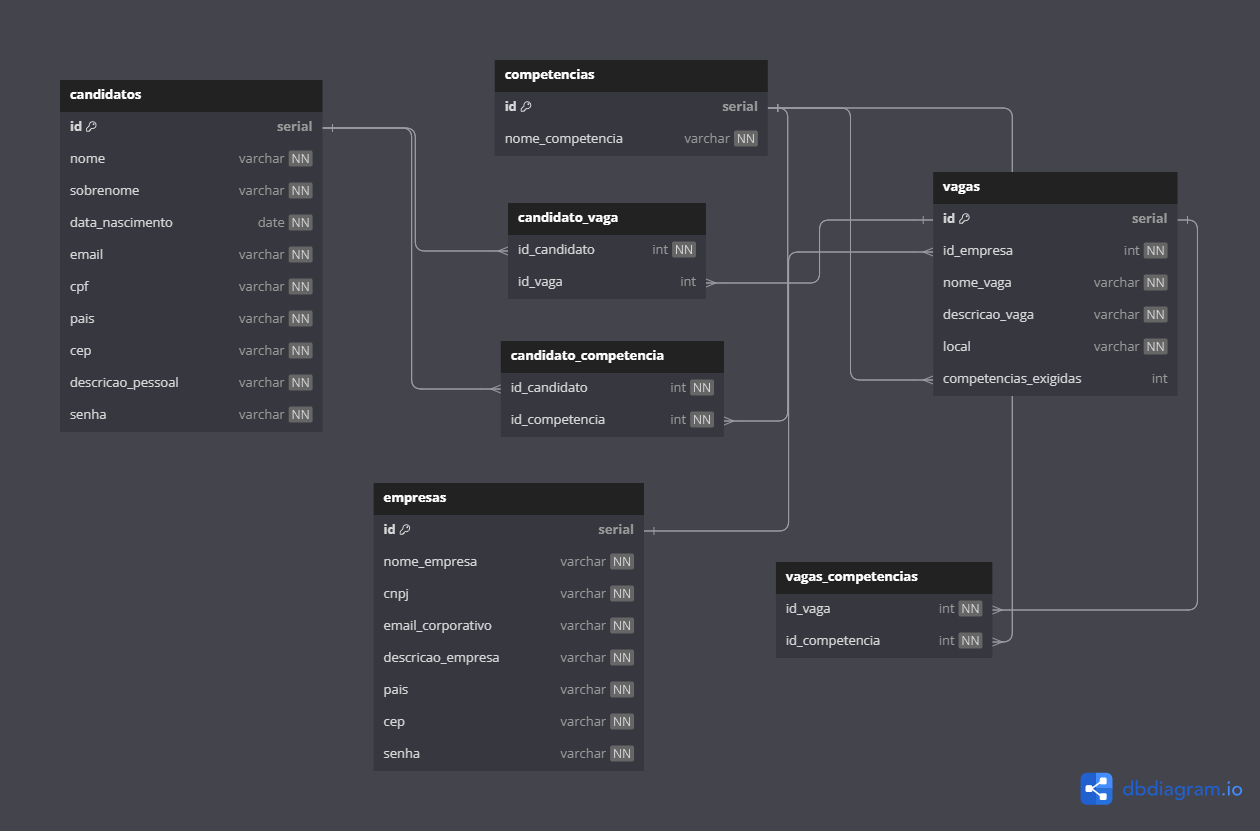 candidatos
id serial
nome varchar NN
sobrenome varchar NN
data_nascimento date NN
email varchar NN
cpf varchar NN
pais varchar NN
cep varchar NN
descricao_pessoal varchar NN
senha varchar NN
competencias
id serial
nome_competencia varchar NN
candidato_vaga
id_candidato int NN
id_vaga int
candidato_competencia
id_candidato int NN
id_competencia int NN
empresas
id serial
nome_empresa varchar NN
cnpj varchar NN
email_corporativo varchar NN
descricao_empresa varchar NN
pais varchar NN
cep varchar NN
senha varchar NN
vagas
id serial
id_empresa int NN
nome_vaga varchar NN
descricao_vaga varchar NN
local varchar NN
competencias_exigidas int
vagas_competencias
id_vaga int NN
id_competencia int NN
dbdiagram.io